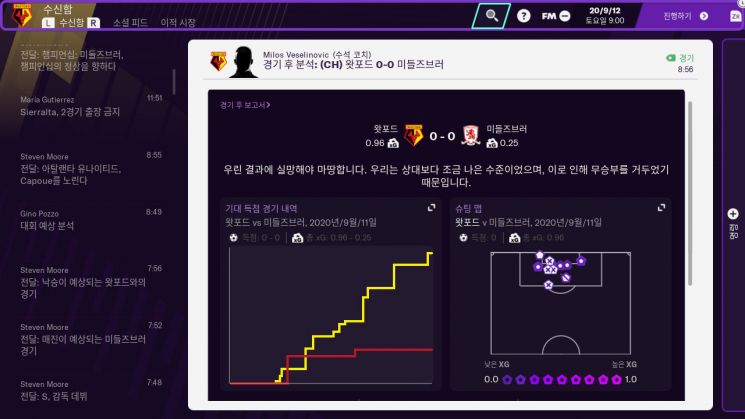 수신함
L 수신함 R 소셜 피드 이적 시장
FM
20/9/12
토요일 9:00
진행하기
ZR
전달: 챔피언십: 미들즈브러,
챔피언십의 정상을 향하다
Maria Gutierrez 11:51
Sierralta, 2경기 출장 금지
Steven Moore 8:55
전달: 아탈란타 유나이티드,
Capoue를 노린다
Gino Pozzo 8:49
대회 예상 분석
Steven Moore 7:56
전달: 낙승이 예상되는 왓포드와의
경기
Steven Moore 7:52
전달: 매진이 예상되는 미들즈브러
경기
Steven Moore 7:48
전달: S, 감독 데뷔
Milos Veselinovic (수석 코치)
경기 후 분석: (CH) 왓포드 0-0 미들즈브러
경기
8:56
경기 후 보고서>
왓포드 0 - 0 미들즈브러
0.96 xG xG 0.25
우린 결과에 실망해야 마땅합니다. 우리는 상대보다 조금 나은 수준이었으며, 이로 인해 무승부를 거두었기
때문입니다.
기대 득점 경기 내역
왓포드 vs 미들즈브러, 2020년/9월/11일
득점: 0 - 0 xG 총 xG: 0.96 - 0.25
슈팅 맵
왓포드 v 미들즈브러, 2020년/9월/11일
득점: 0 xG 총 xG: 0.96
낮은 XG 높은 XG
0.0 1.0